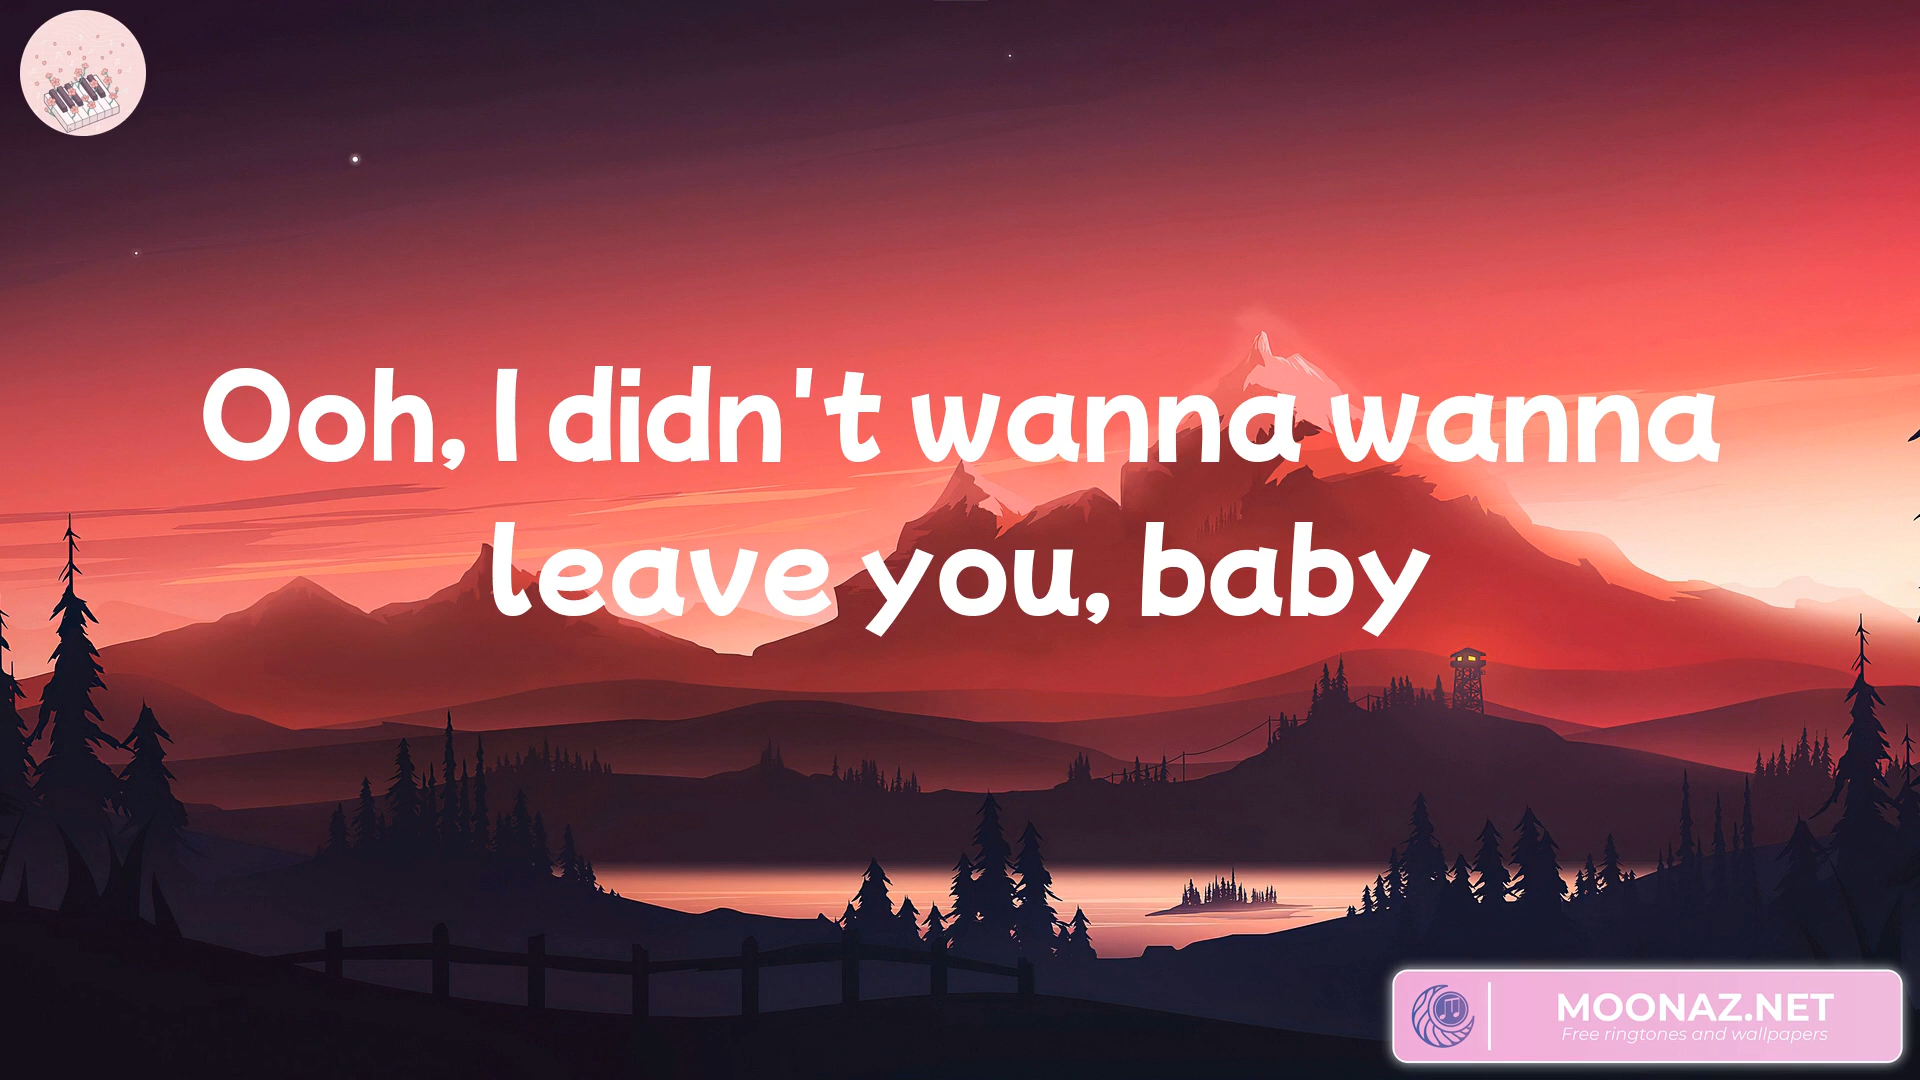 Ooh, I didn't wanna wanna
leave you, baby
MOONAZ.NET
Free ringtones and wallpapers